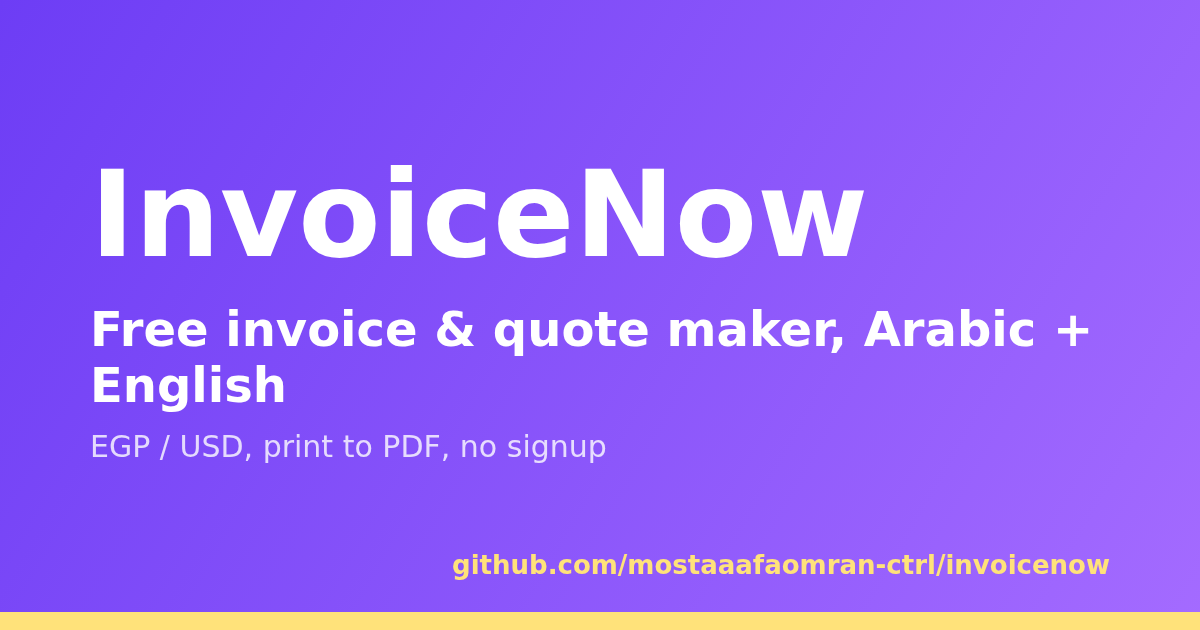 InvoiceNow
Free invoice & quote maker, Arabic +
English
EGP / USD, print to PDF, no signup
github.com/mostaaafaomran-ctrl/invoicenow